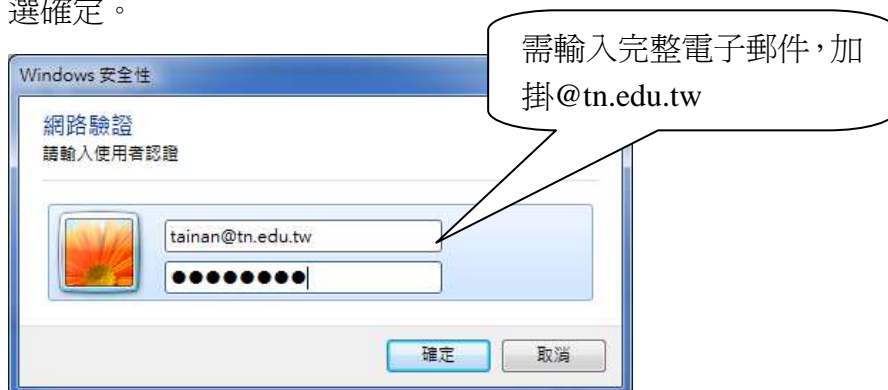 選確定。
需輸入完整電子郵件，加
掛@tn.edu.tw
Windows 安全性
網路驗證
請輸入使用者認證
tainan@tn.edu.tw
●●●●●●●●
確定
取消